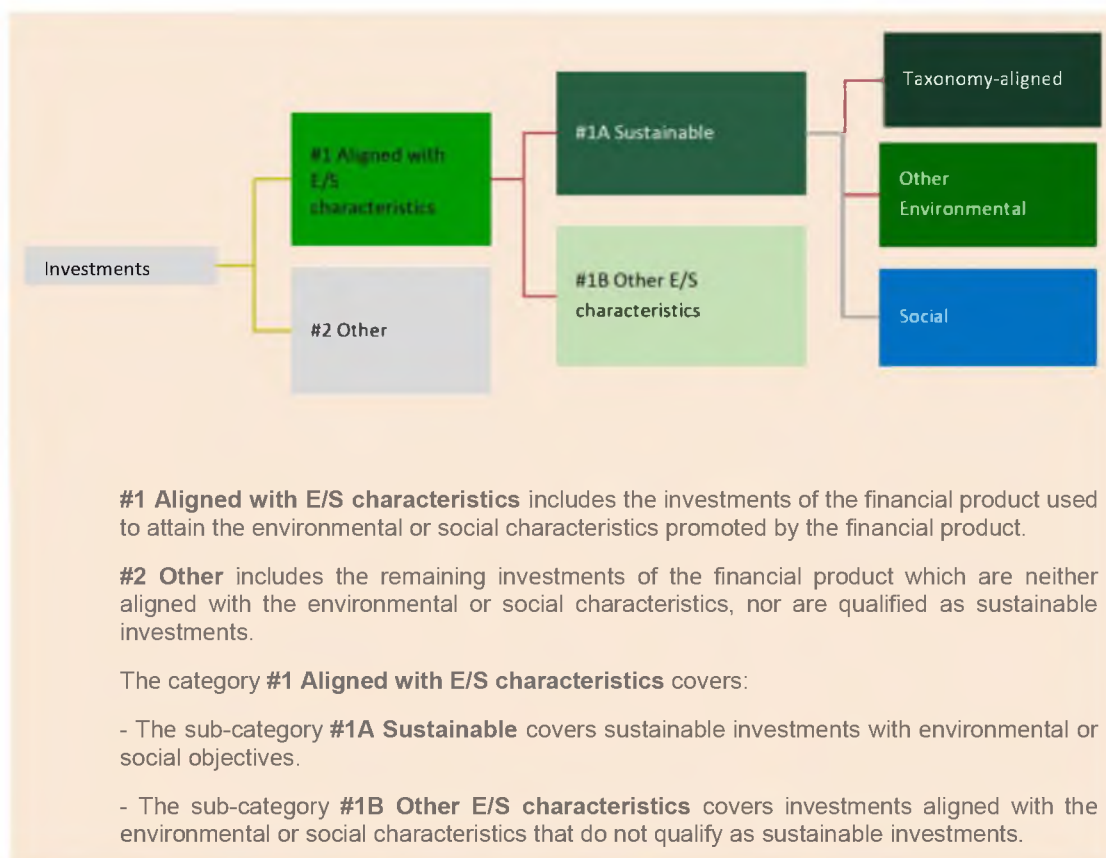 Investments
#1 Aligned with
E/S
characteristics
#2 Other
#1A Sustainable
#1B Other E/S
characteristics
Taxonomy-aligned
Other
Environmental
Social
#1 Aligned with E/S characteristics includes the investments of the financial product used
to attain the environmental or social characteristics promoted by the financial product.
#2 Other includes the remaining investments of the financial product which are neither
aligned with the environmental or social characteristics, nor are qualified as sustainable
investments.
The category #1 Aligned with E/S characteristics covers:
- The sub-category #1A Sustainable covers sustainable investments with environmental or
social objectives.
- The sub-category #1B Other E/S characteristics covers investments aligned with the
environmental or social characteristics that do not qualify as sustainable investments.